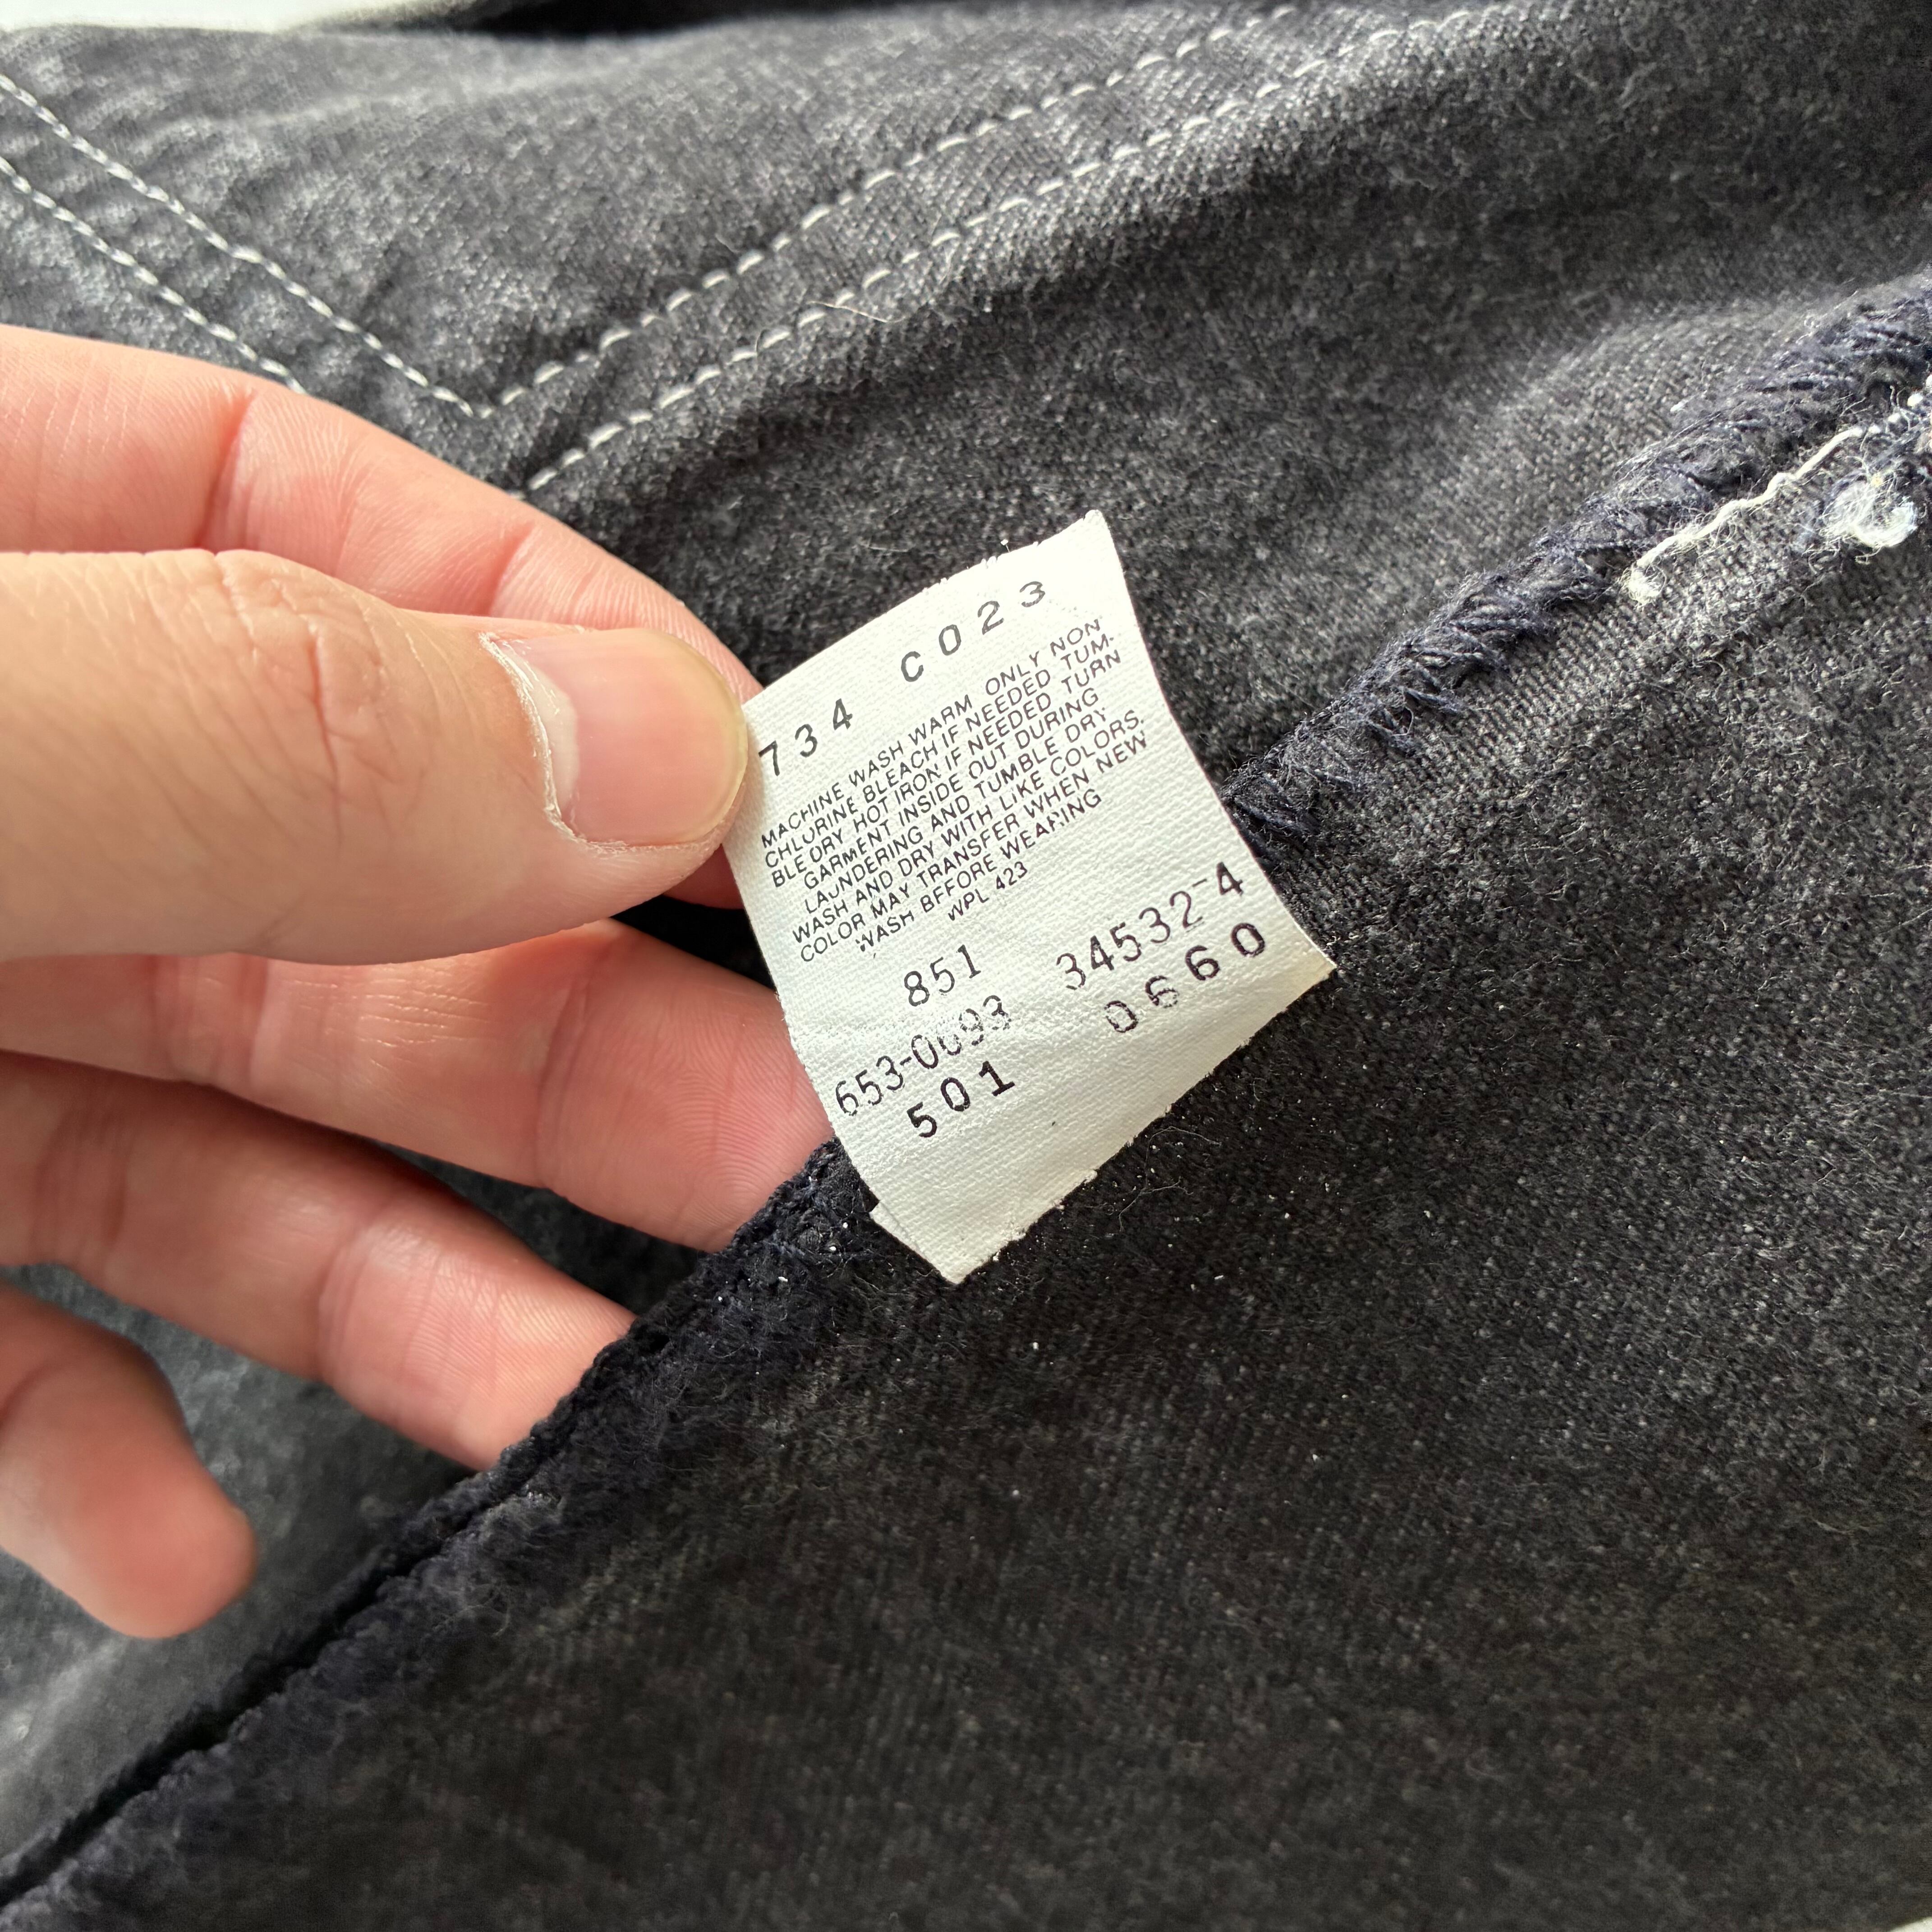 734 C023
MACHINE WASH WARM ONLY NON
CHLORINE BLEACH IF NEEDED TUM-
BLE DRY HOT IRON IF NEEDED TURN
GARMENT INSIDE OUT DURING
LAUNDERING AND TUMBLE DRY
WASH AND DRY WITH LIKE COLORS.
COLOR MAY TRANSFER WHEN NEW
WASH BEFORE WEARING
WPL 423
851 34532-4
653-0693 0660
501